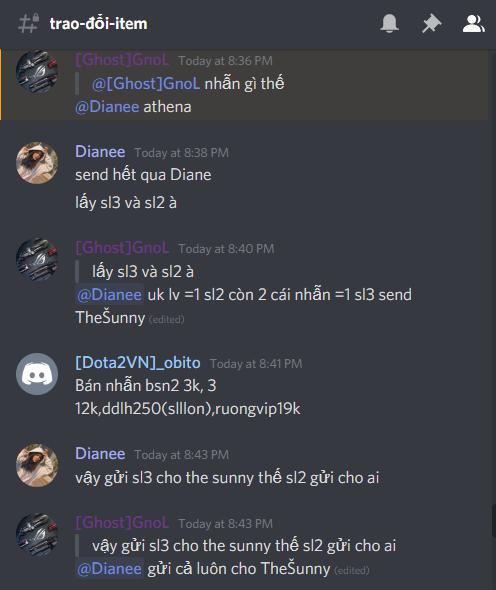 trao-đổi-item
[Ghost]GnoL Today at 8:36 PM
@[Ghost]GnoL nhẫn gì thế
@Dianee athena
Dianee Today at 8:38 PM
send hết qua Diane
lấy sl3 và sl2 à
[Ghost]GnoL Today at 8:40 PM
lấy sl3 và sl2 à
@Dianee uk lv =1 sl2 còn 2 cái nhẫn =1 sl3 send
TheŠunny (edited)
[Dota2VN]_obito Today at 8:41 PM
Bán nhẫn bsn2 3k, 3
12k,ddlh250(slllon),ruongvip19k
Dianee Today at 8:43 PM
vậy gửi sl3 cho the sunny thế sl2 gửi cho ai
[Ghost]GnoL Today at 8:43 PM
vậy gửi sl3 cho the sunny thế sl2 gửi cho ai
@Dianee gửi cả luôn cho TheŠunny (edited)